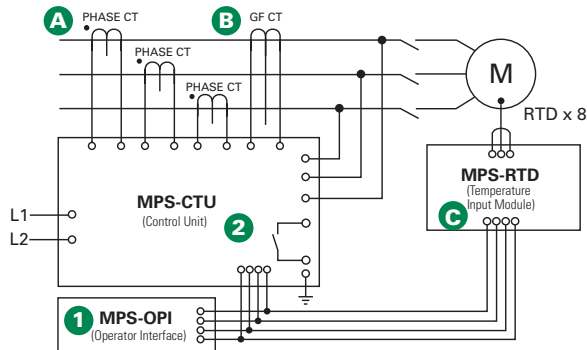 A
PHASE CT
B
GF CT
PHASE CT
PHASE CT
M
RTD x 8
MPS-RTD
(Temperature
Input Module)
C
MPS-CTU
(Control Unit)
2
L1
L2
1
MPS-OPI
(Operator Interface)